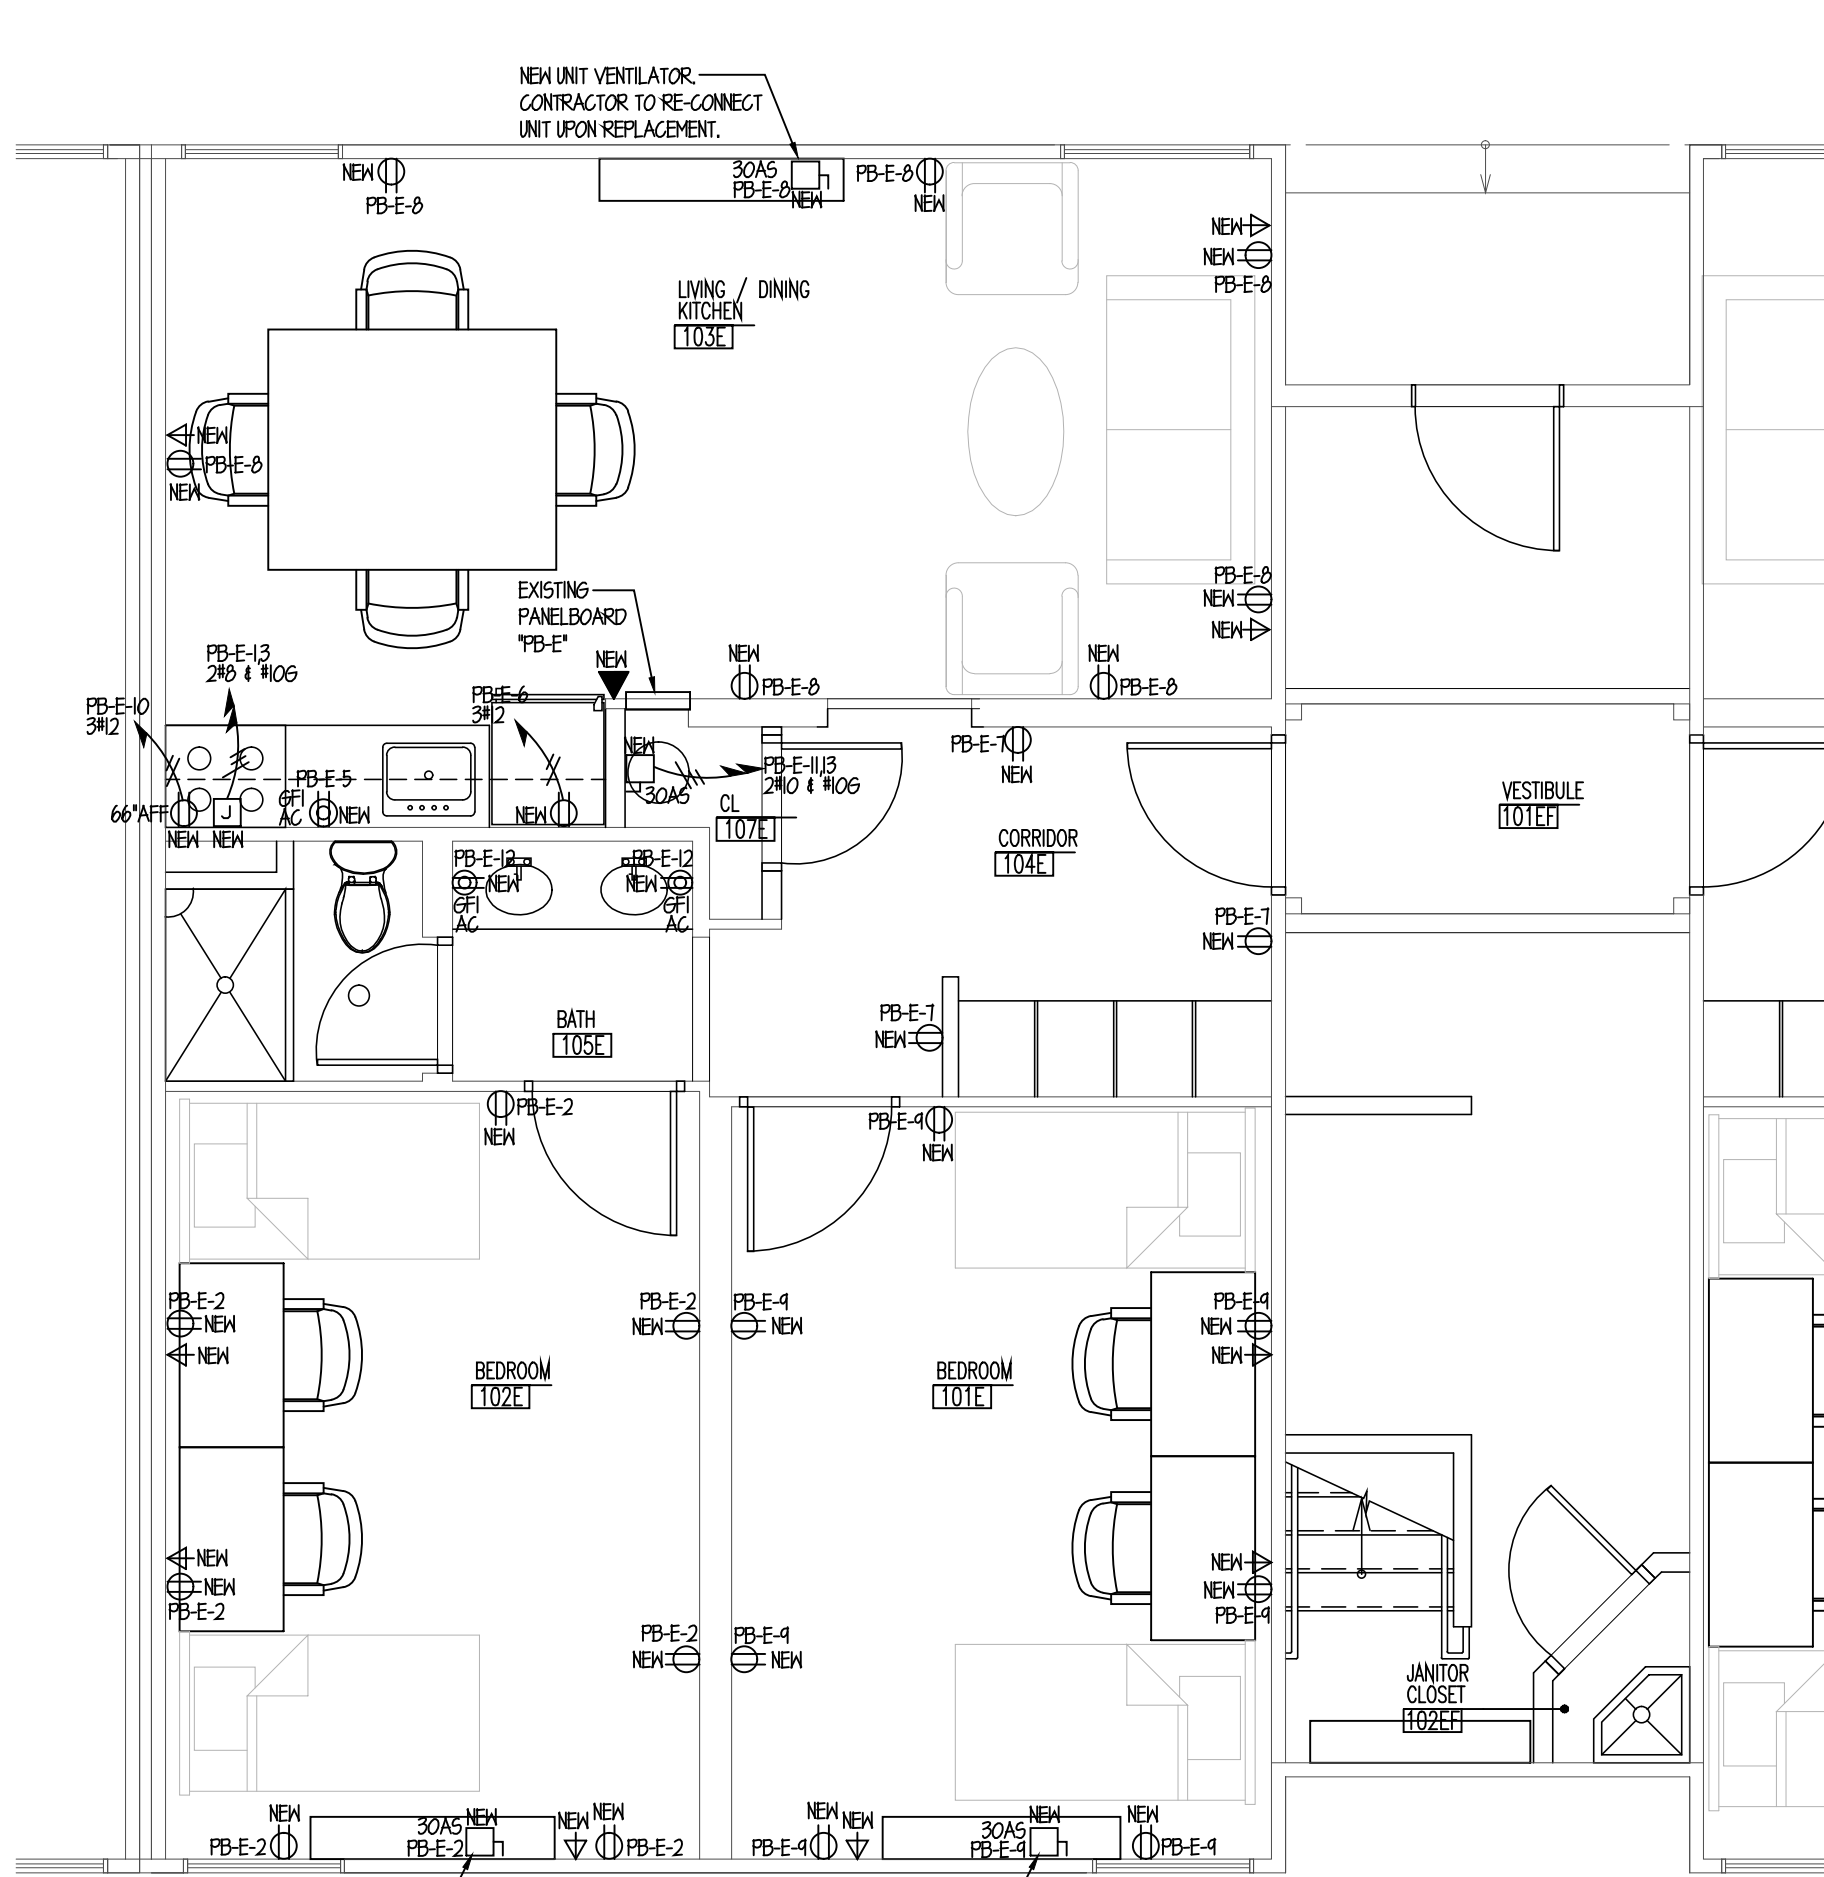 NEW UNIT VENTILATOR.
CONTRACTOR TO RE-CONNECT
UNIT UPON REPLACEMENT.
NEW
PB-E-8
30AS
PB-E-8
NEW
PB-E-8
NEW
NEW
NEW
PB-E-8
LIVING / DINING
KITCHEN
103E
NEW
PB-E-8
NEW
EXISTING
PANELBOARD
"PB-E"
PB-E-8
NEW
NEW
PB-E-1,3
2#8 & #10G
NEW
NEW
PB-E-8
NEW
PB-E-8
PB-E-10
3#12
PB-E-6
3#12
NEW
30AS
PB-E-11,13
2#10 & #10G
PB-E-7
NEW
PB-E-5
GFI
AC
NEW
66"AFF
NEW
J
NEW
NEW
CL
107E
CORRIDOR
104E
VESTIBULE
101EF
PB-E-12
NEW
GFI
AC
PB-E-12
NEW
GFI
AC
PB-E-7
NEW
PB-E-7
NEW
BATH
105E
PB-E-2
NEW
PB-E-9
NEW
PB-E-2
NEW
NEW
PB-E-2
NEW
PB-E-9
NEW
PB-E-9
NEW
NEW
BEDROOM
102E
BEDROOM
101E
NEW
NEW
PB-E-2
NEW
NEW
PB-E-9
PB-E-2
NEW
PB-E-9
NEW
JANITOR
CLOSET
102EF
NEW
PB-E-2
30AS
PB-E-2
NEW
NEW
NEW
PB-E-2
NEW
PB-E-9
NEW
30AS
PB-E-9
NEW
NEW
PB-E-9